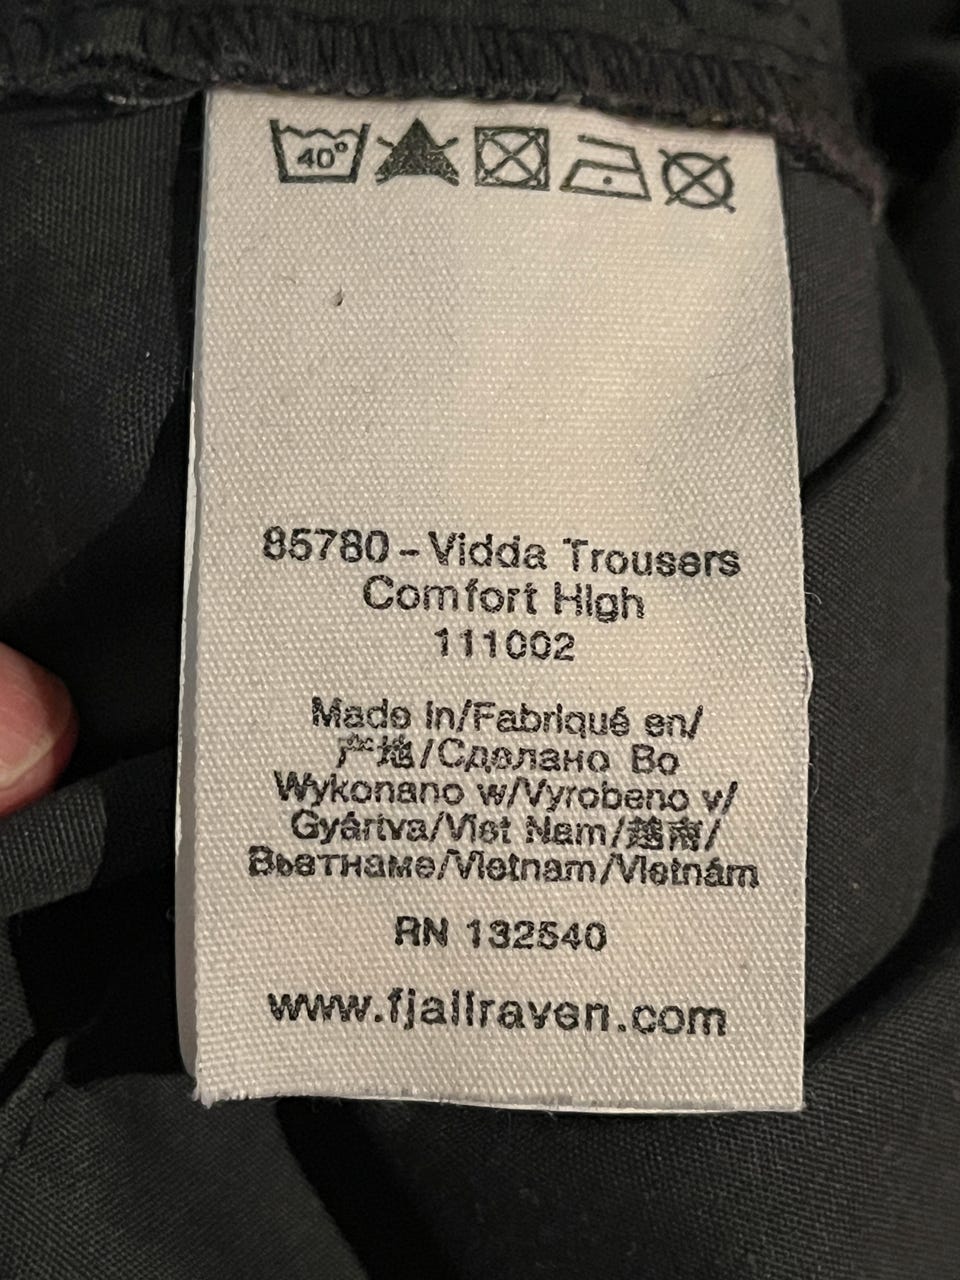 40°
85780 - Vidda Trousers
Comfort High
111002
Made in/Fabriqué en/
产地/Сделано Во
Wykonano w/Vyrobeno v/
Gyártva/Viet Nam/越南/
Вьетнаме/Vietnam/Vietnám
RN 132540
www.fjallraven.com